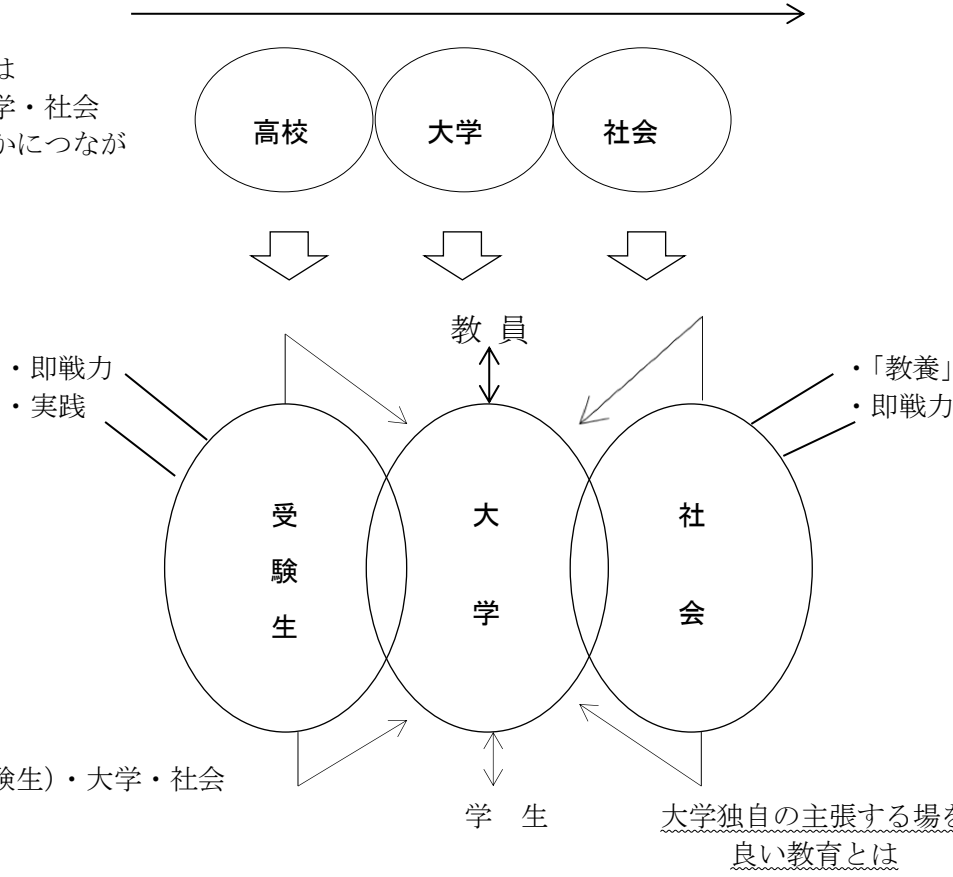 は
学・社会
かにつなが
高校 大学 社会
教 員
・即戦力
・実践
・「教養」
・即戦力
受験生
大学
社会
験生）・大学・社会
学 生
大学独自の主張する場を
良い教育とは